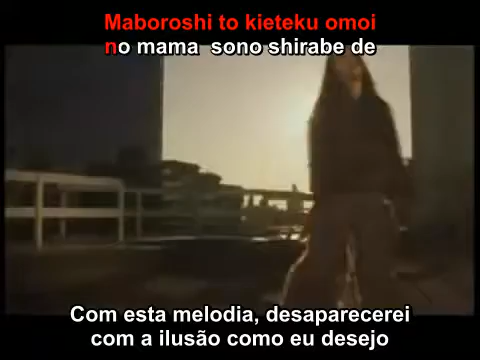 Maboroshi to kieteku omoi
no mama sono shirabe de
Com esta melodia, desaparecerei
com a ilusão como eu desejo